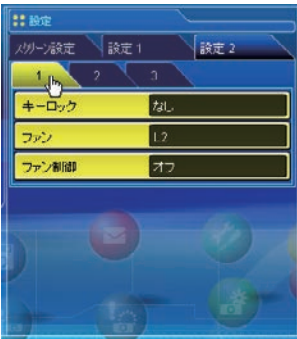 設定
スクリーン設定 設定 1 設定 2
1 2 3
キーロック なし
ファン L2
ファン制御 オフ